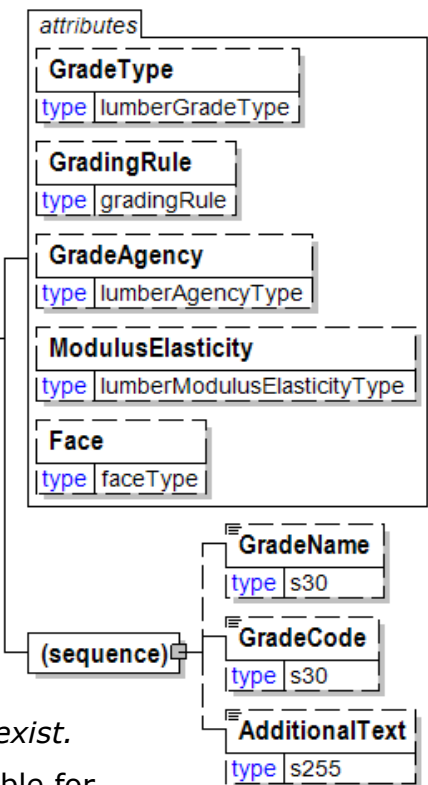 attributes
GradeType
type lumberGradeType
GradingRule
type gradingRule
GradeAgency
type lumberAgencyType
ModulusElasticity
type lumberModulusElasticityType
Face
type faceType
GradeName
type s30
(sequence)
GradeCode
type s30
exist.
AdditionalText
type s255
ble for